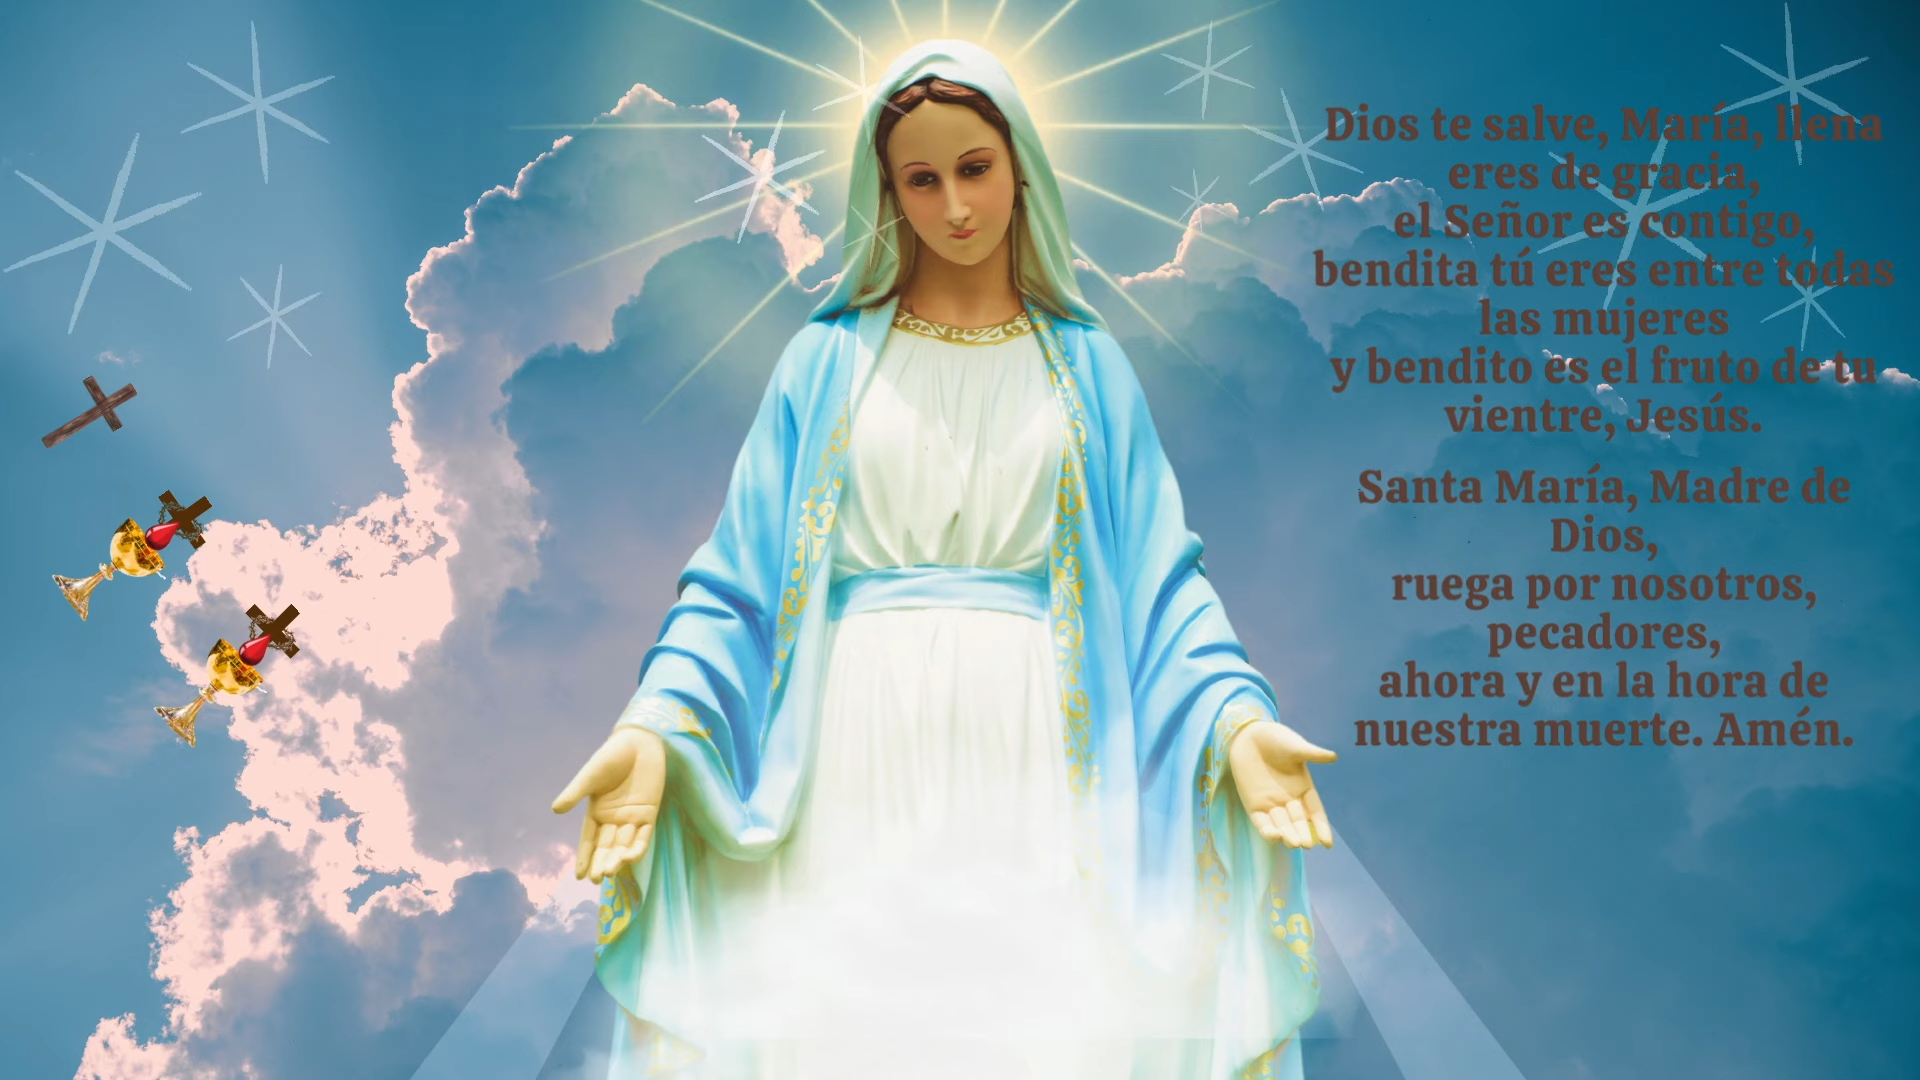 Dios te salve, María, llena
eres de gracia,
el Señor es contigo,
bendita tú eres entre todas
las mujeres
y bendito es el fruto de tu
vientre, Jesús.
Santa María, Madre de
Dios,
ruega por nosotros,
pecadores,
ahora y en la hora de
nuestra muerte. Amén.